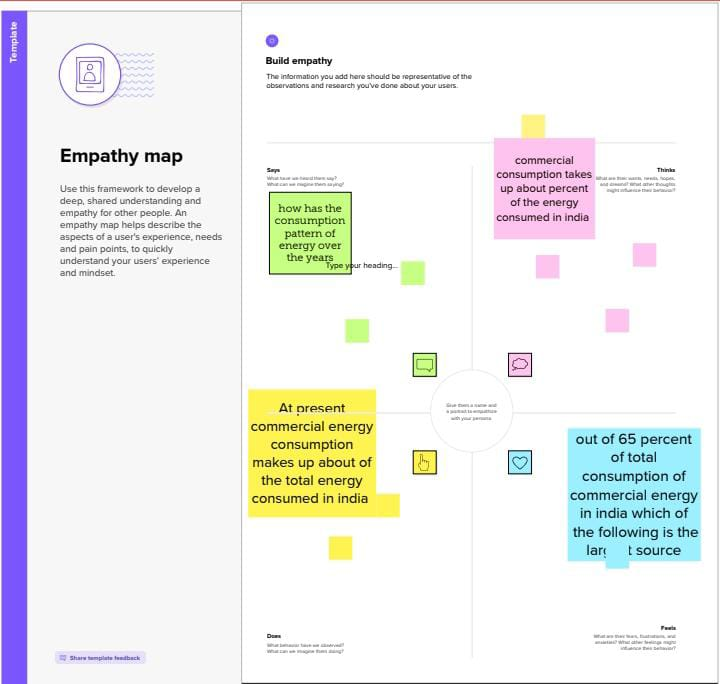 Template
Empathy map
Use this framework to develop a
deep, shared understanding and
empathy for other people. An
empathy map helps describe the
aspects of a user's experience, needs
and pain points, to quickly
understand your users' experience
and mindset.
Share template feedback
Build empathy
The information you add here should be representative of the
observations and research you've done about your users.
Says
What have we heard them say?
What can we imagine them saying?
how has the
consumption
pattern of
energy over
the years
Type your heading...
commercial
consumption takes
up about percent
of the energy
consumed in india
Thinks
What are their wants, needs, hopes,
and dreams? What other thoughts
might influence their behavior?
Give them a name and
a portrait to empathize
with your persona.
At present
commercial energy
consumption
makes up about of
the total energy
consumed in india
out of 65 percent
of total
consumption of
commercial energy
in india which of
the following is the
source
Does
What behavior have we observed?
What can we imagine them doing?
Feels
What are their fears, frustrations, and
anxieties? What other feelings might
influence their behavior?